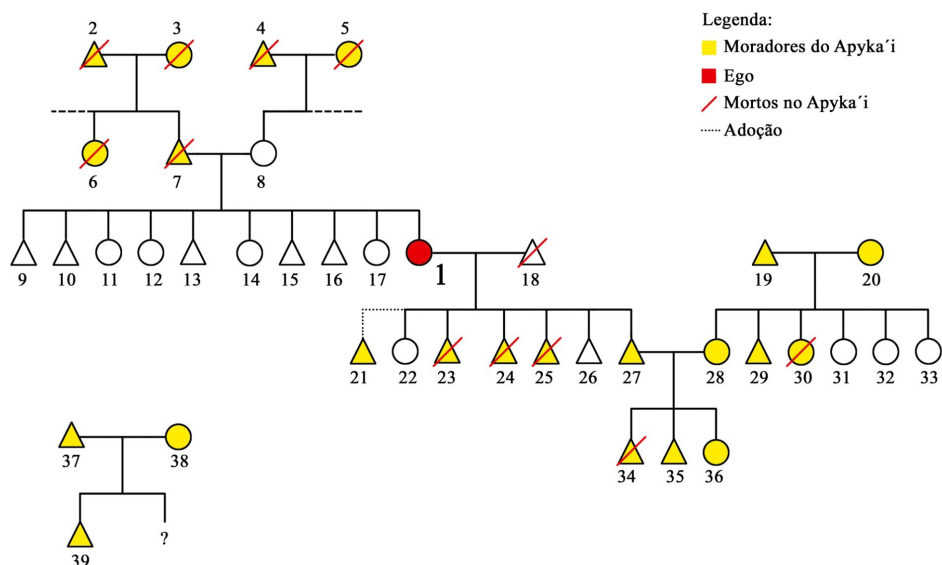 2 3 4 5
Legenda:
Moradores do Apyka´i
Ego
Mortos no Apyka´i
Adoção
6 7 8
9 10 11 12 13 14 15 16 17 1 18 19 20
21 22 23 24 25 26 27 28 29 30 31 32 33
37 38
34 35 36
39 ?